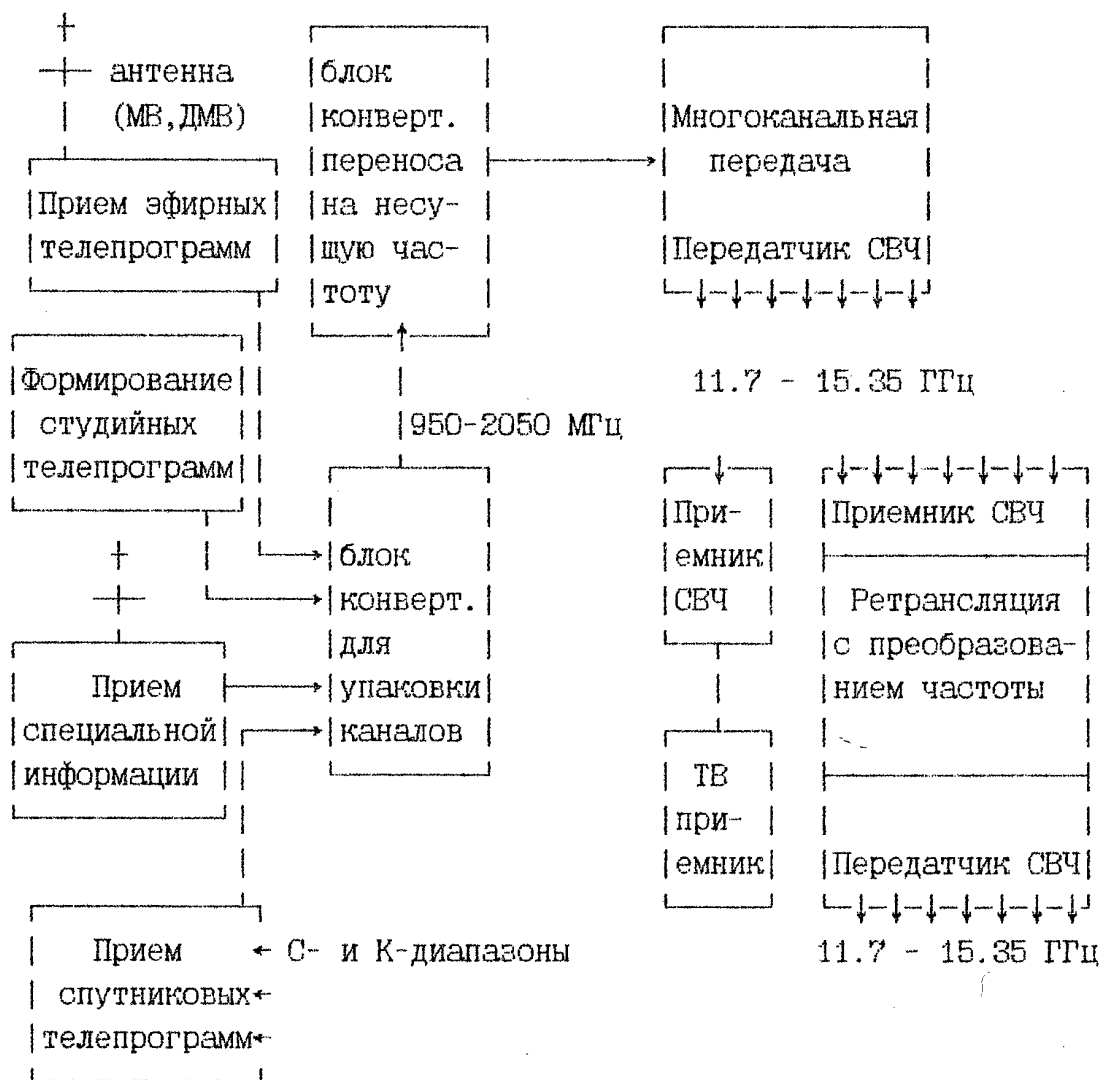 антенна
(МВ,ДМВ)
Прием эфирных
телепрограмм
Формирование
студийных
телепрограмм
Прием
специальной
информации
Прием
спутниковых
телепрограмм
С- и К-диапазоны
блок
конверт.
переноса
на несу-
щую час-
тоту
950-2050 МГц
блок
конверт.
для
упаковки
каналов
Многоканальная
передача
Передатчик СВЧ
11.7 - 15.35 ГГц
При-
емник
СВЧ
ТВ
при-
емник
Приемник СВЧ
Ретрансляция
с преобразова-
нием частоты
Передатчик СВЧ
11.7 - 15.35 ГГц